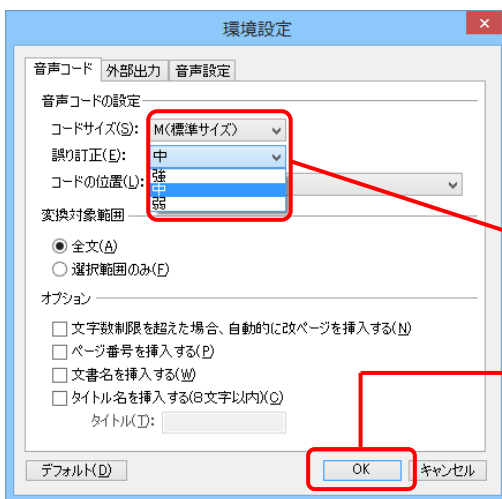 環境設定
×
音声コード 外部出力 音声設定
音声コードの設定
コードサイズ(S): M(標準サイズ)
誤り訂正(E): 中
強
コードの位置(L):
中
弱
変換対象範囲
全文(A)
選択範囲のみ(F)
オプション
文字数制限を超えた場合、自動的に改ページを挿入する(N)
ページ番号を挿入する(P)
文書名を挿入する(W)
タイトル名を挿入する(8文字以内)(C)
タイトル(T):
デフォルト(D) OK キャンセル